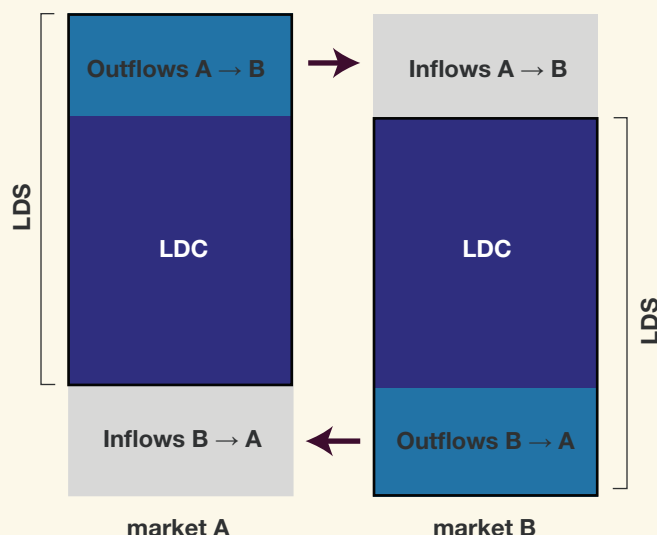 Outflows A → B
Inflows A → B
LDS
LDC
LDC
LDS
Inflows B → A
Outflows B → A
market A
market B